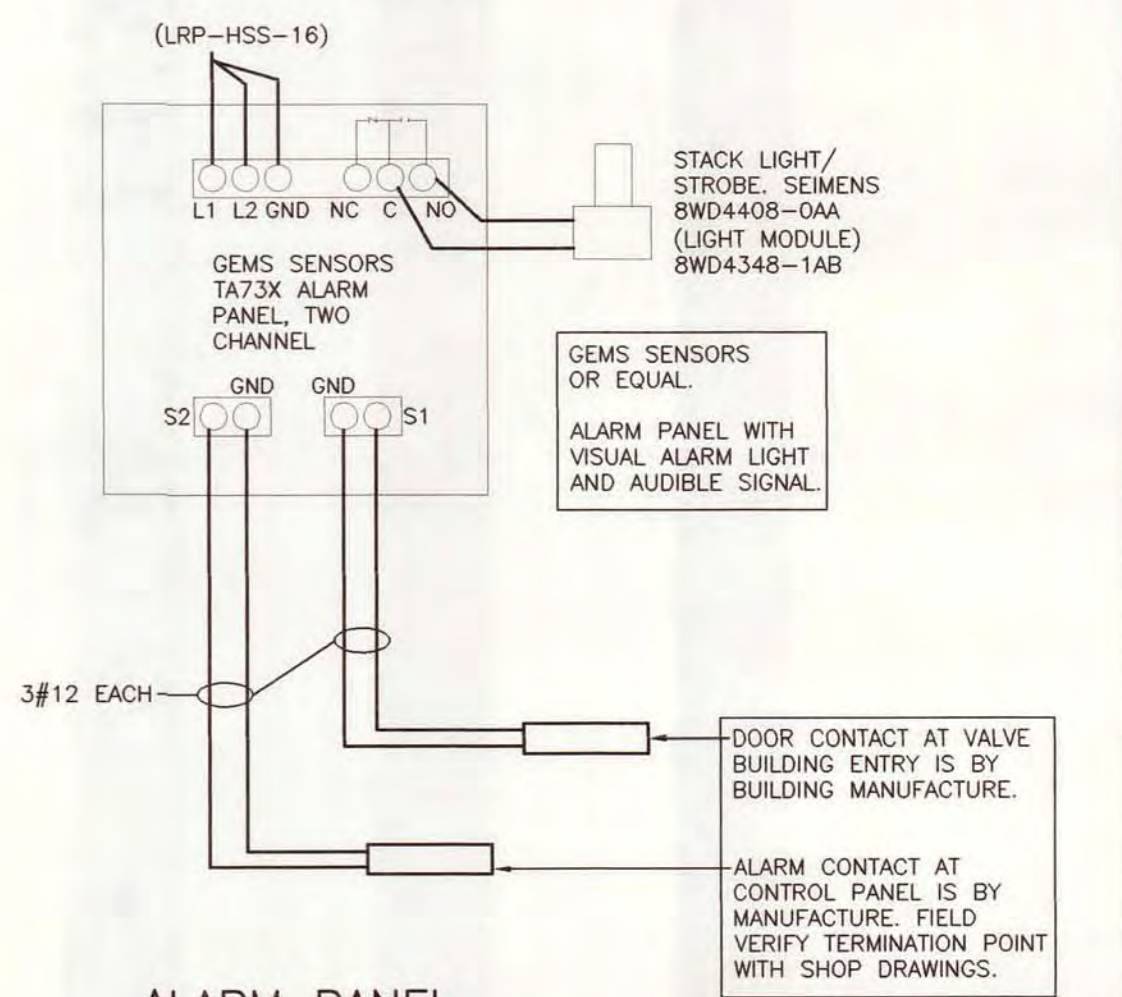 (LRP-HSS-16)
L1 L2 GND NC C NO
STACK LIGHT/
STROBE. SEIMENS
8WD4408-0AA
(LIGHT MODULE)
8WD4348-1AB
GEMS SENSORS
TA73X ALARM
PANEL, TWO
CHANNEL
GEMS SENSORS
OR EQUAL.
ALARM PANEL WITH
VISUAL ALARM LIGHT
AND AUDIBLE SIGNAL.
GND GND
S2 S1
3#12 EACH
DOOR CONTACT AT VALVE
BUILDING ENTRY IS BY
BUILDING MANUFACTURE.
ALARM CONTACT AT
CONTROL PANEL IS BY
MANUFACTURE. FIELD
VERIFY TERMINATION POINT
WITH SHOP DRAWINGS.
ALARM PANEL